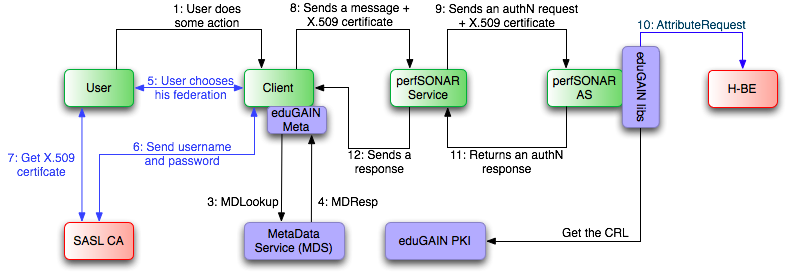 1: User does
some action
8: Sends a message +
X.509 certificate
9: Sends an authN request
+ X.509 certificate
10: AttributeRequest
User
5: User chooses
his federation
Client
eduGAIN
Meta
perfSONAR
Service
perfSONAR
AS
eduGAIN libs
H-BE
7: Get X.509
certifcate
6: Send username
and password
12: Sends a
response
11: Returns an authN
response
3: MDLookup
4: MDResp
SASL CA
MetaData
Service (MDS)
eduGAIN PKI
Get the CRL